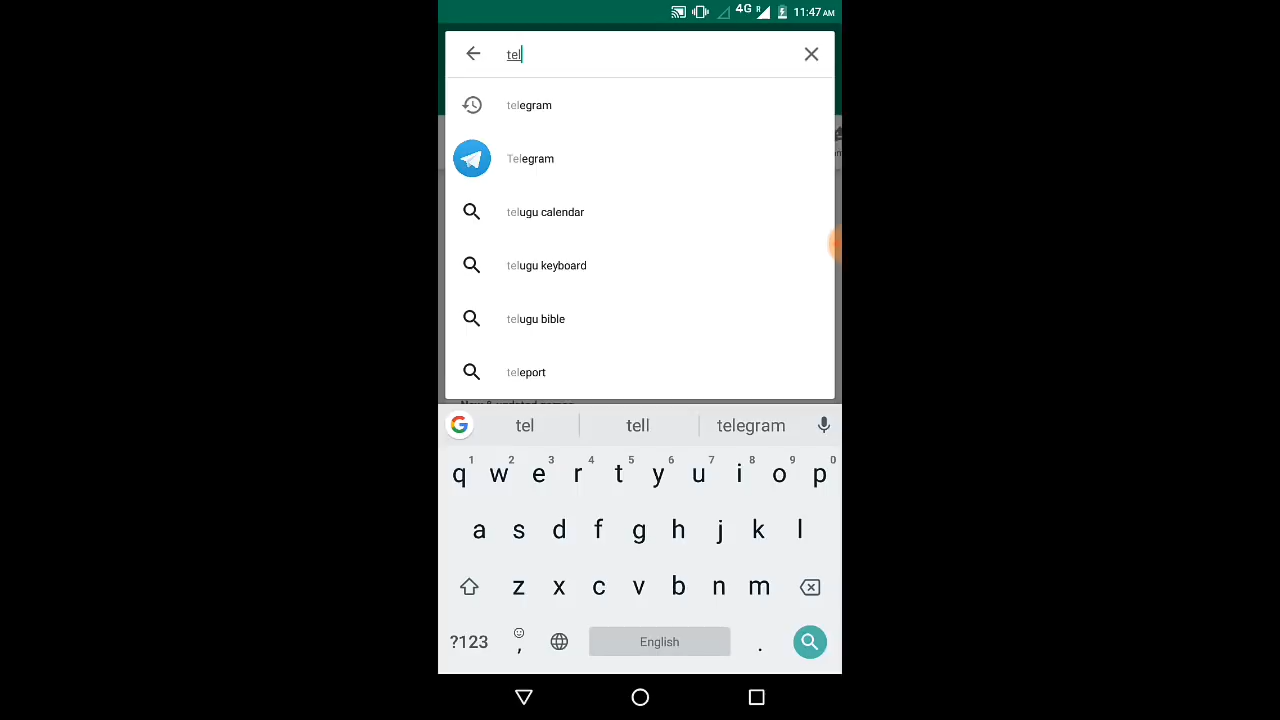 4G R 11:47 AM
tel
telegram
Telegram
telugu calendar
telugu keyboard
telugu bible
teleport
tel tell telegram
1 2 3 4 5 6 7 8 9 0
q w e r t y u i o p
a s d f g h j k l
z x c v b n m
?123 , English .